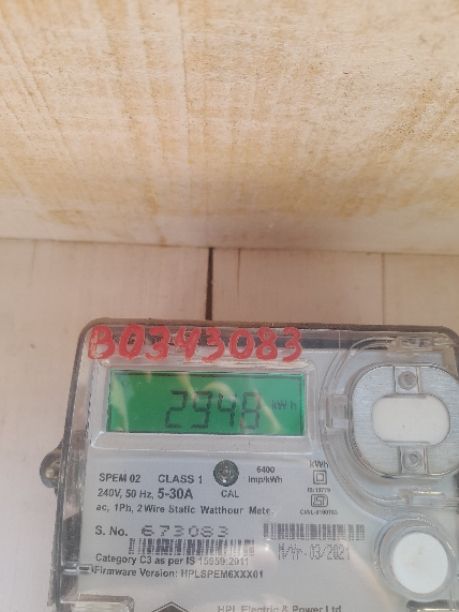 B0343083
2948 kWh
SPEM 02 CLASS 1
6400 imp/kWh
kWh
240V, 50 Hz, 5-30A CAL
ac, 1Ph, 2 Wire Static Watthour Meter
S. No. 673083
Category C3 as per IS 15959:2011
Firmware Version: HPLSPEM6XXX01
HPL Electric & Power Ltd